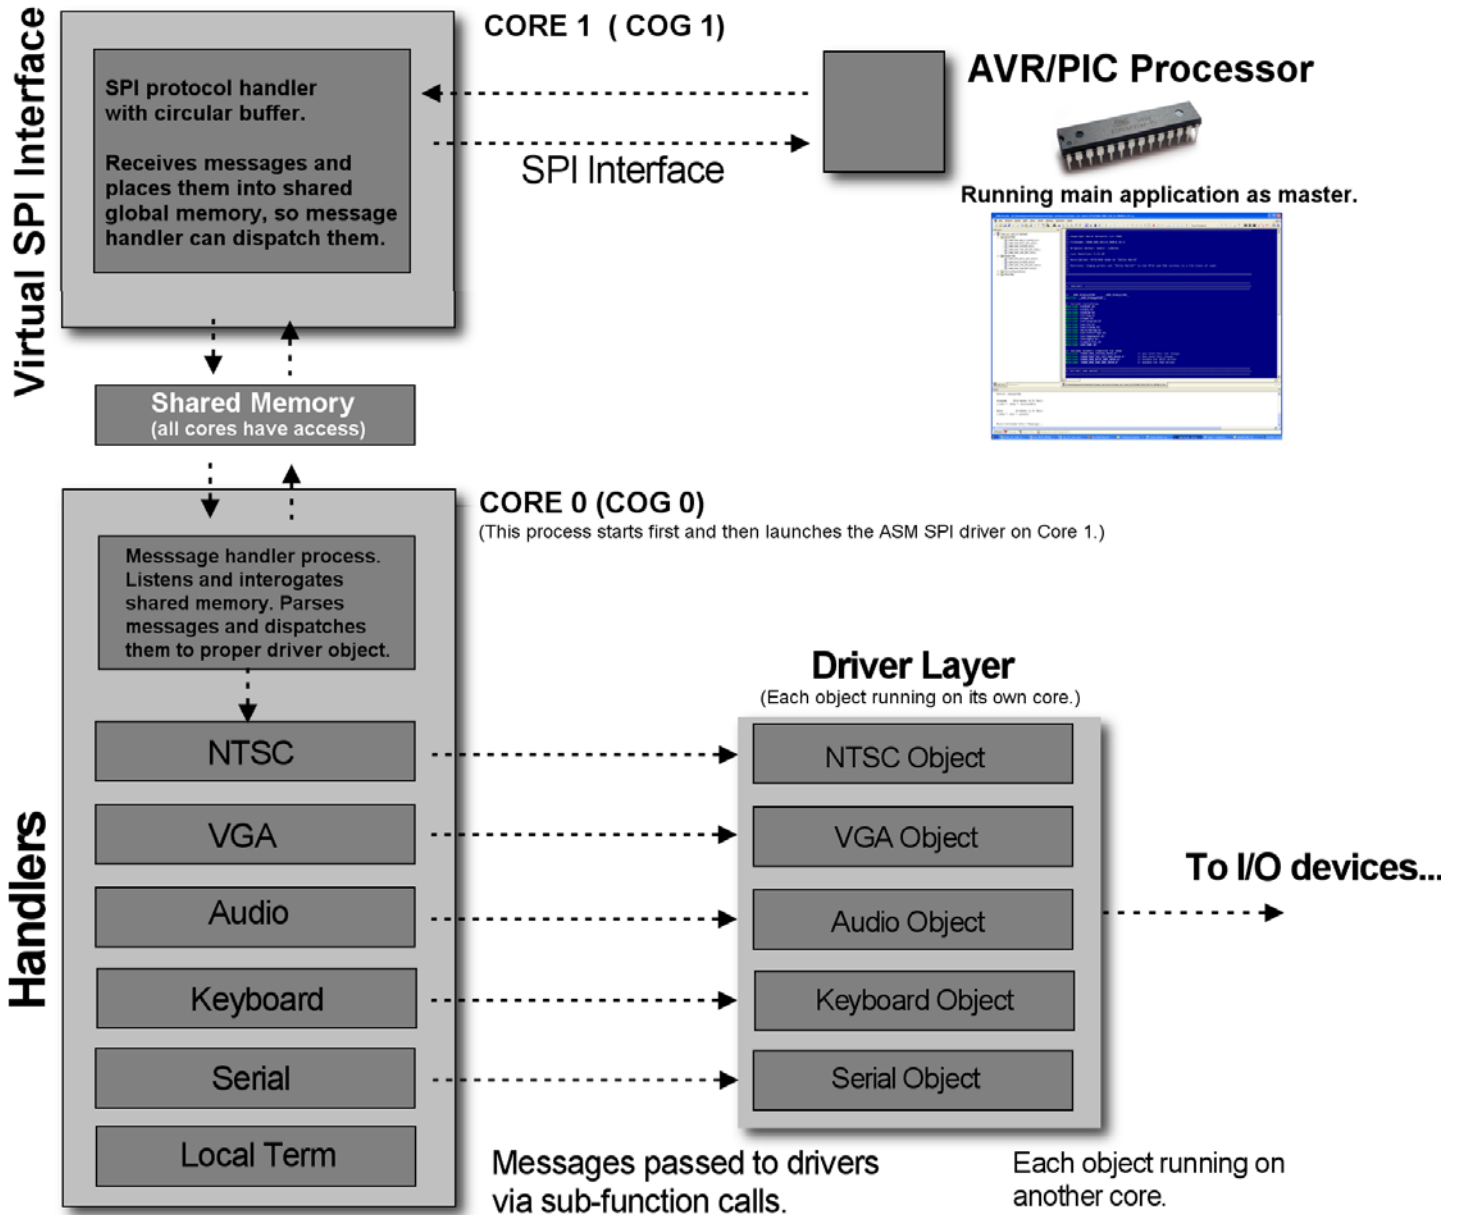 Virtual SPI Interface
CORE 1 ( COG 1)
SPI protocol handler
with circular buffer.
Receives messages and
places them into shared
global memory, so message
handler can dispatch them.
SPI Interface
AVR/PIC Processor
Running main application as master.
Shared Memory
(all cores have access)
CORE 0 (COG 0)
(This process starts first and then launches the ASM SPI driver on Core 1.)
Messsage handler process.
Listens and interogates
shared memory. Parses
messages and dispatches
them to proper driver object.
Handlers
NTSC
VGA
Audio
Keyboard
Serial
Local Term
Driver Layer
(Each object running on its own core.)
NTSC Object
VGA Object
Audio Object
Keyboard Object
Serial Object
To I/O devices...
Messages passed to drivers
via sub-function calls.
Each object running on
another core.